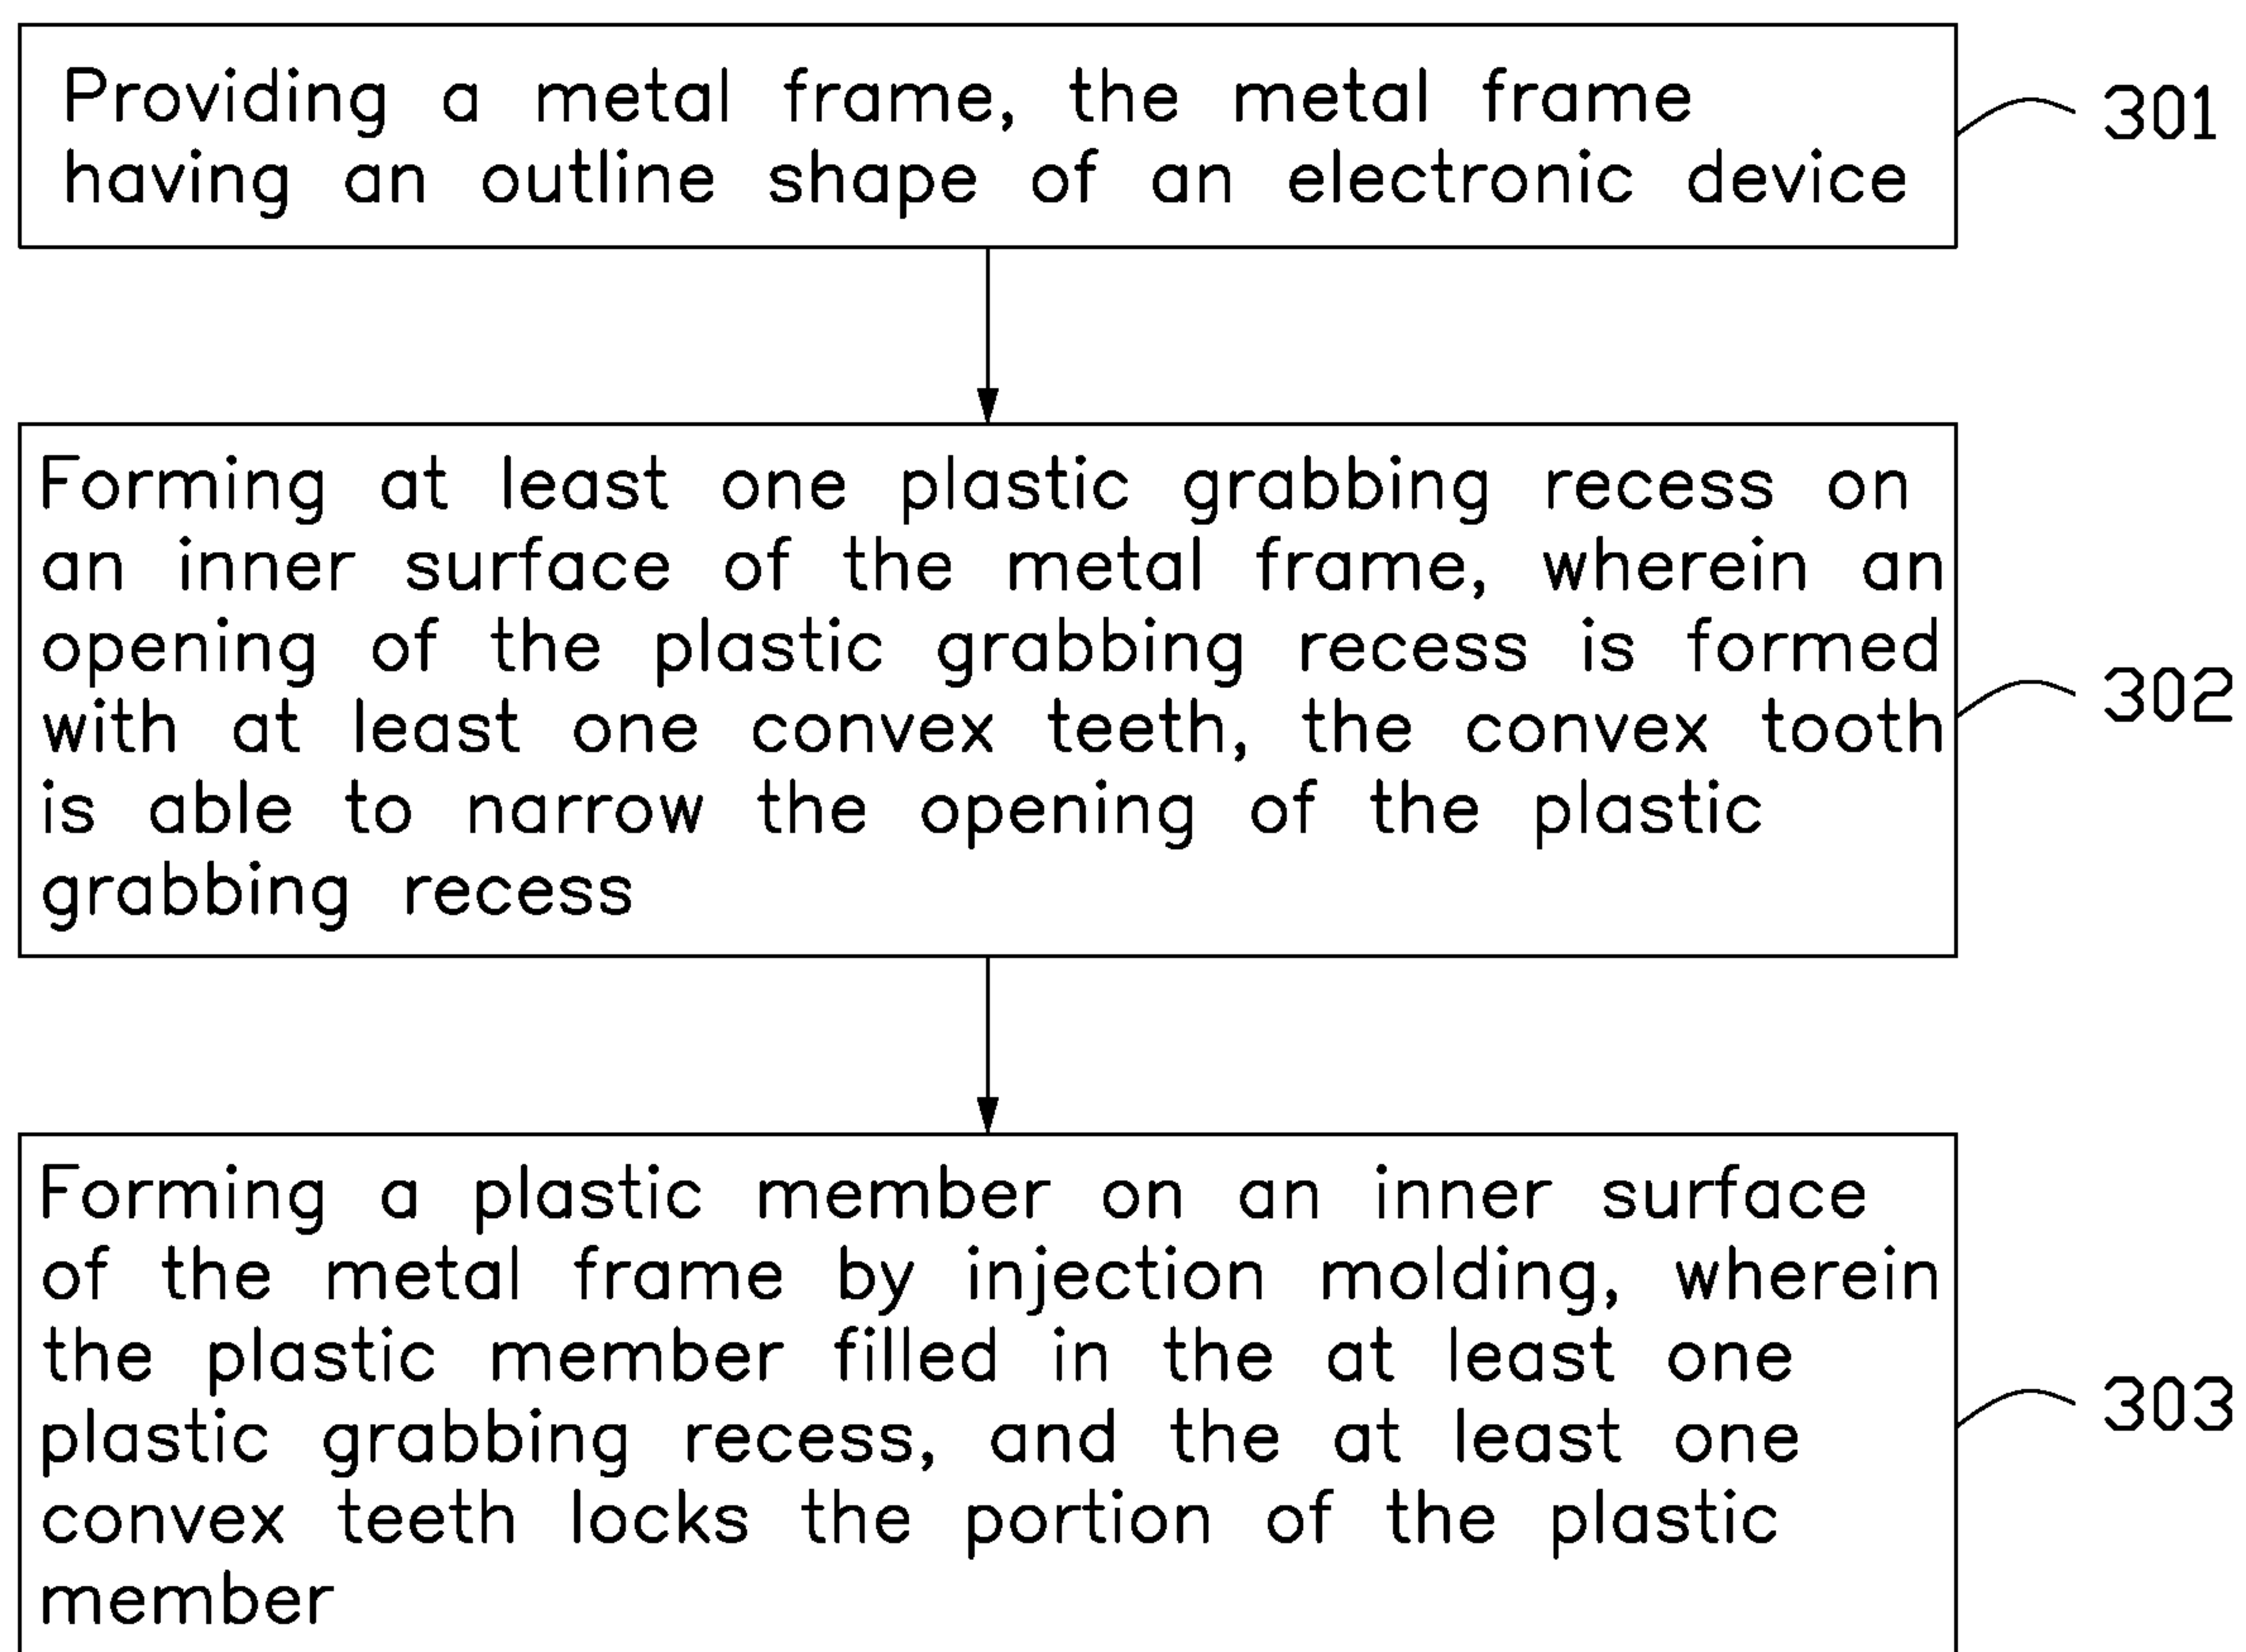 Providing a metal frame, the metal frame
having an outline shape of an electronic device
301
Forming at least one plastic grabbing recess on
an inner surface of the metal frame, wherein an
opening of the plastic grabbing recess is formed
with at least one convex teeth, the convex tooth
is able to narrow the opening of the plastic
grabbing recess
302
Forming a plastic member on an inner surface
of the metal frame by injection molding, wherein
the plastic member filled in the at least one
plastic grabbing recess, and the at least one
convex teeth locks the portion of the plastic
member
303